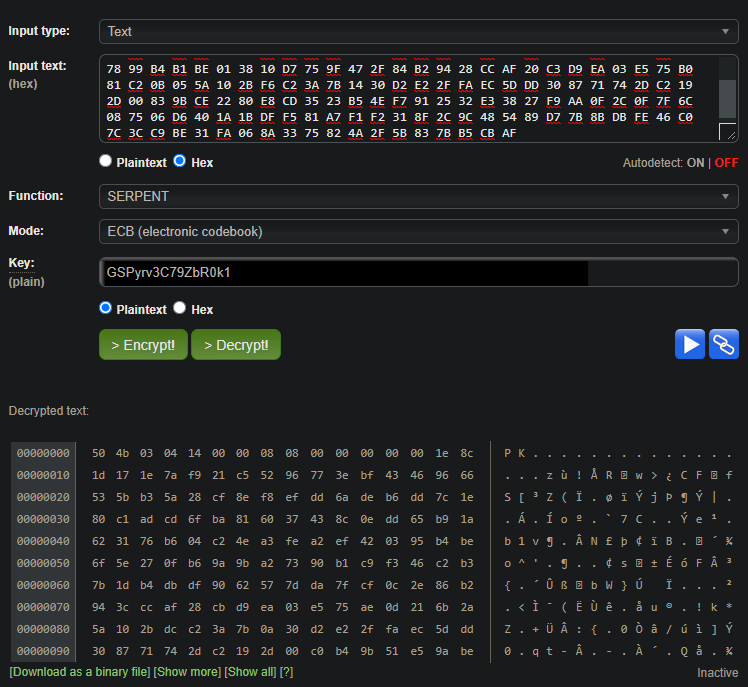 Input type:
Text
Input text:
(hex)
78 99 B4 B1 BE 01 38 10 D7 75 9F 47 2F 84 B2 94 28 CC AF 20 C3 D9 EA 03 E5 75 B0
81 C2 0B 05 5A 10 2B F6 C2 3A 7B 14 30 D2 E2 2F FA EC 5D DD 30 87 71 74 2D C2 19
2D 00 83 9B CE 22 80 E8 CD 35 23 B5 4E F7 91 25 32 E3 38 27 F9 AA 0F 2C 0F 7F 6C
08 75 06 D6 40 1A 1B DF F5 81 A7 F1 F2 31 8F 2C 9C 48 54 89 D7 7B 8B DB FE 46 C0
7C 3C C9 BE 31 FA 06 8A 33 75 82 4A 2F 5B 83 7B B5 CB AF
Plaintext Hex
Autodetect: ON | OFF
Function:
SERPENT
Mode:
ECB (electronic codebook)
Key:
(plain)
GSPyrv3C79ZbR0k1
Plaintext Hex
> Encrypt! > Decrypt!
Decrypted text:
00000000 50 4b 03 04 14 00 00 08 08 00 00 00 00 00 1e 8c P K . . . . . . . . . . . . . .
00000010 1d 17 1e 7a f9 21 c5 52 96 77 3e bf 43 46 96 66 . . . z ù ! Å R w > ¿ C F f
00000020 53 5b b3 5a 28 cf 8e f8 ef dd 6a de b6 dd 7c 1e S [ ³ Z ( Ï . ø ï Ý j Þ ¶ Ý | .
00000030 80 c1 ad cd 6f ba 81 60 37 43 8c 0e dd 65 b9 1a . Á . Í o º . ` 7 C . . Ý e ¹ .
00000040 62 31 76 b6 04 c2 4e a3 fe a2 ef 42 03 95 b4 be b 1 v ¶ . Â N £ þ ¢ ï B . ´ ¾
00000050 6f 5e 27 0f b6 9a 9b a2 73 90 b1 c9 f3 46 c2 b3 o ^ ' . ¶ . . ¢ s ± É ó F Â ³
00000060 7b 1d b4 db df 90 62 57 7d da 7f cf 0c 2e 86 b2 { . ´ Û ß b W } Ú Ï . . . ²
00000070 94 3c cc af 28 cb d9 ea 03 e5 75 ae 0d 21 6b 2a . < Ì ¯ ( Ë Ù ê . å u ® . ! k *
00000080 5a 10 2b dc c2 3a 7b 0a 30 d2 e2 2f fa ec 5d dd Z . + Ü Â : { . 0 Ò â / ú ì ] Ý
00000090 30 87 71 74 2d c2 19 2d 00 c0 b4 9b 51 e5 9a be 0 . q t - Â . - . À ´ . Q å . ¾
[Download as a binary file] [Show more] [Show all] [?]
Inactive